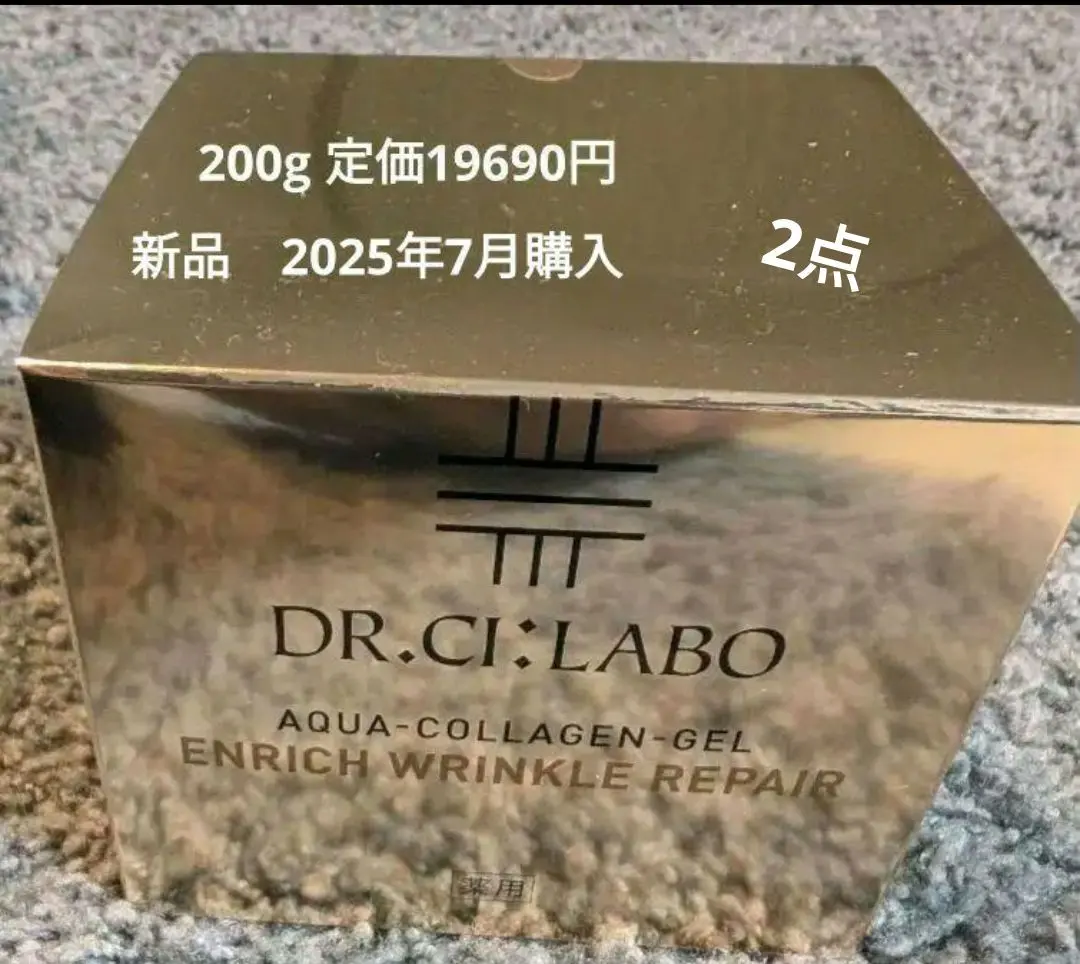 200g 定価19690円
新品　2025年7月購入
2点
DR.CI:LABO
AQUA-COLLAGEN-GEL
ENRICH WRINKLE REPAIR
薬用